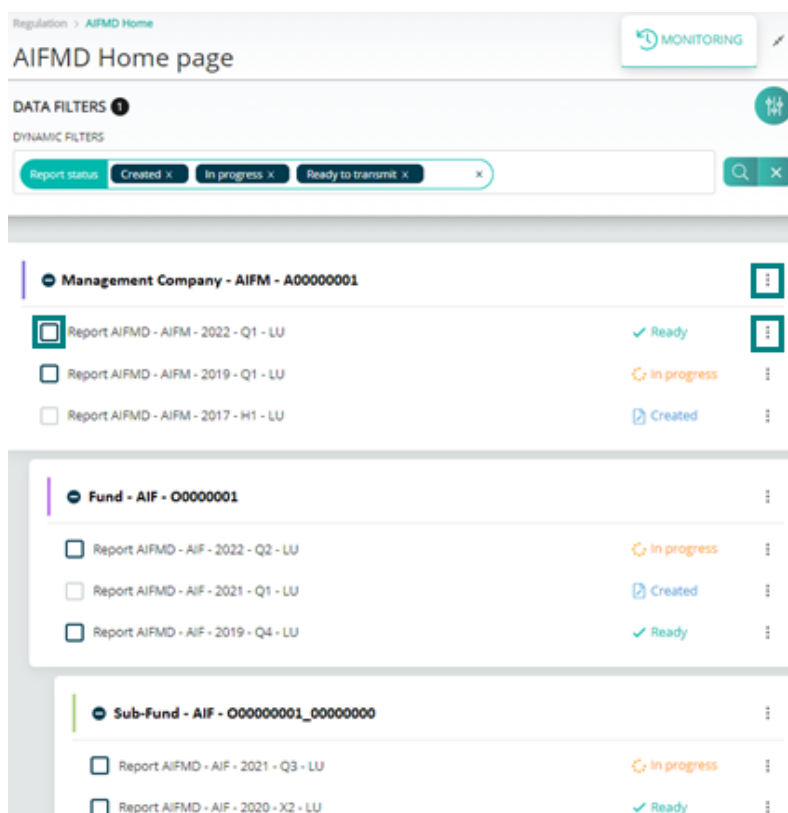 Regulation > AIFMD Home
MONITORING
AIFMD Home page
DATA FILTERS 1
DYNAMIC FILTERS
Report status Created × In progress × Ready to transmit × ×
Management Company - AIFM - A00000001
Report AIFMD - AIFM - 2022 - Q1 - LU Ready
Report AIFMD - AIFM - 2019 - Q1 - LU In progress
Report AIFMD - AIFM - 2017 - H1 - LU Created
Fund - AIF - O0000001
Report AIFMD - AIF - 2022 - Q2 - LU In progress
Report AIFMD - AIF - 2021 - Q1 - LU Created
Report AIFMD - AIF - 2019 - Q4 - LU Ready
Sub-Fund - AIF - O00000001_00000000
Report AIFMD - AIF - 2021 - Q3 - LU In progress
Report AIFMD - AIF - 2020 - X2 - LU Ready